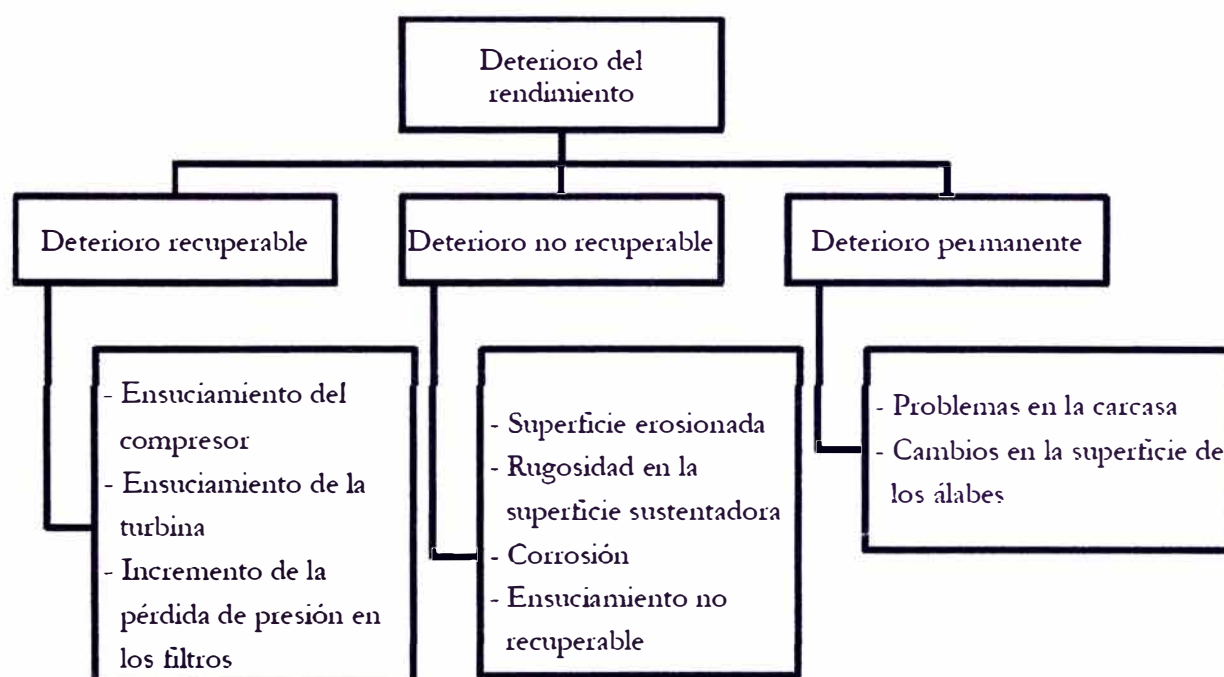 Deterioro del
rendimiento
Deterioro recuperable
Deterioro no recuperable
Deterioro permanente
- Ensuciamiento del
compresor
- Ensuciamiento de la
turbina
- Incremento de la
pérdida de presión en
los filtros
- Superficie erosionada
- Rugosidad en la
superficie sustentadora
- Corrosión
- Ensuciamiento no
recuperable
- Problemas en la carcasa
- Cambios en la superficie de
los álabes